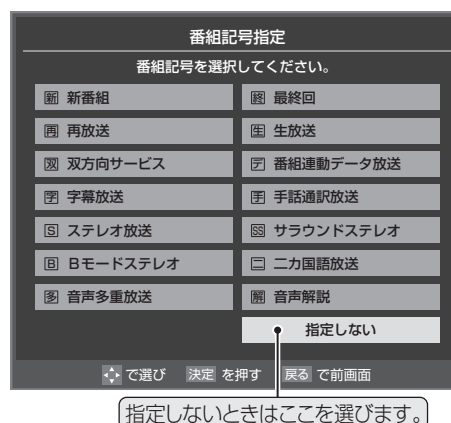 番組記号指定
番組記号を選択してください。
新 新番組
終 最終回
再 再放送
生 生放送
双 双方向サービス
デ 番組連動データ放送
字 字幕放送
手 手話通訳放送
S ステレオ放送
SS サラウンドステレオ
B Bモードステレオ
二 二カ国語放送
多 音声多重放送
解 音声解説
指定しない
で選び 決定 を押す 戻る で前画面
指定しないときはここを選びます。